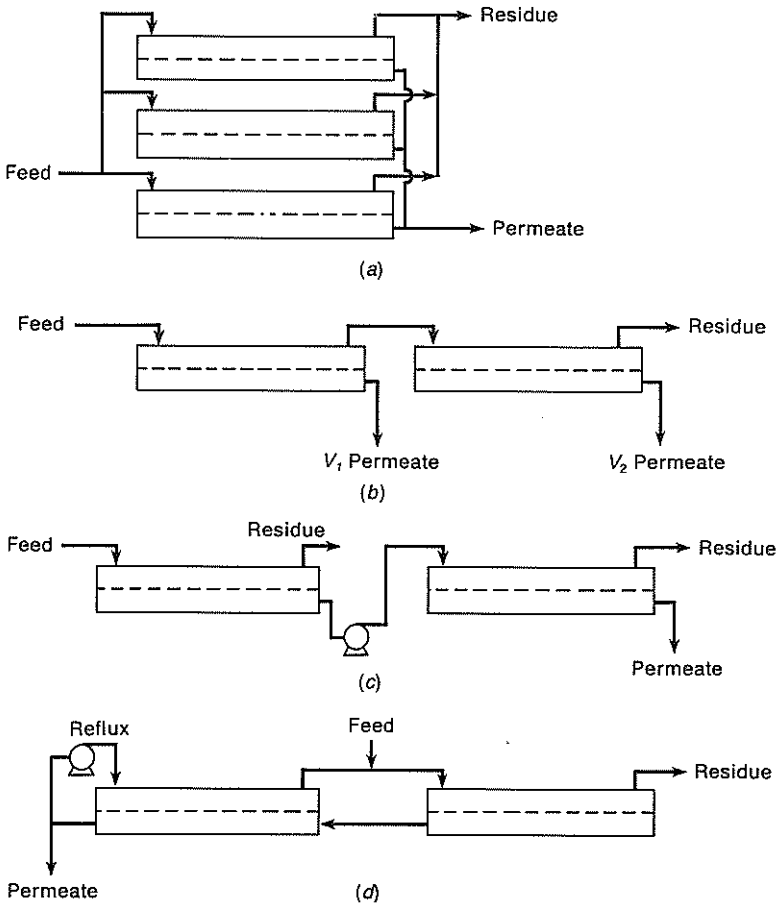 Residue
Feed
Permeate
(a)
Feed
Residue
V₁ Permeate
V₂ Permeate
(b)
Feed
Residue
Residue
Permeate
(c)
Reflux
Feed
Residue
Permeate
(d)